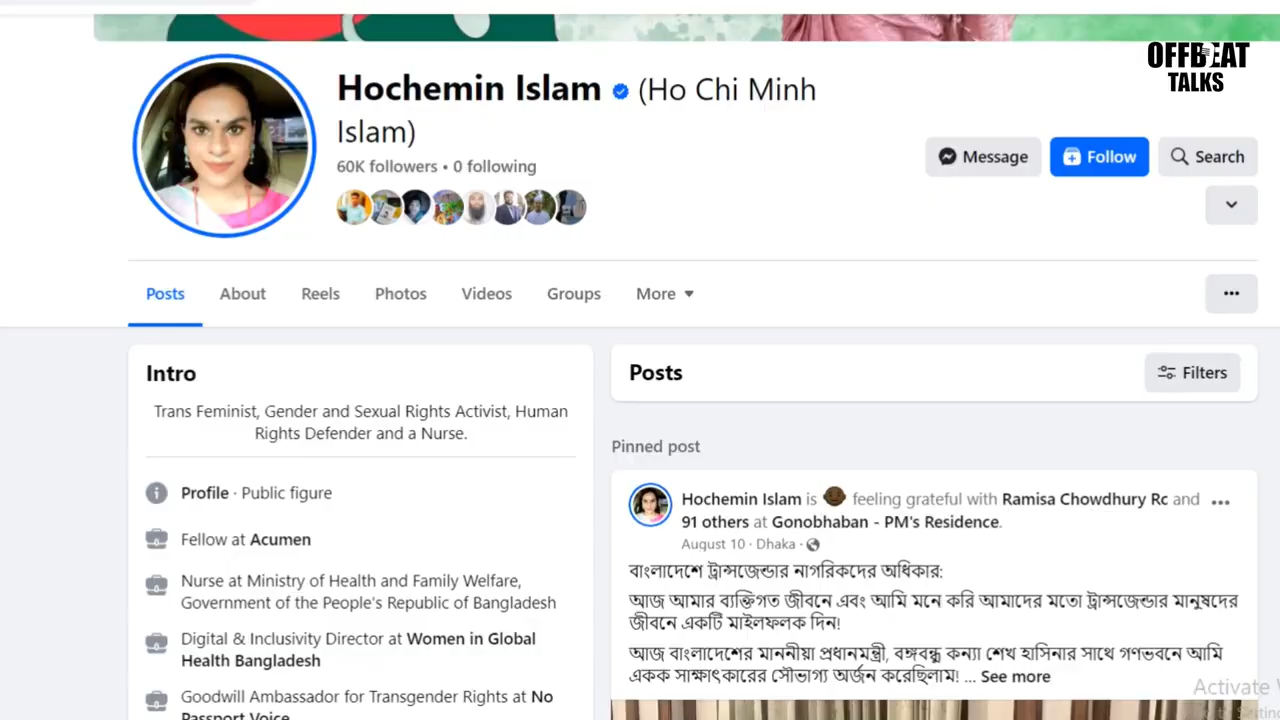 OFFBEAT
TALKS
Hochemin Islam (Ho Chi Minh
Islam)
60K followers • 0 following
Message
Follow
Search
Posts
About
Reels
Photos
Videos
Groups
More
Intro
Trans Feminist, Gender and Sexual Rights Activist, Human
Rights Defender and a Nurse.
Profile · Public figure
Fellow at Acumen
Nurse at Ministry of Health and Family Welfare,
Government of the People's Republic of Bangladesh
Digital & Inclusivity Director at Women in Global
Health Bangladesh
Goodwill Ambassador for Transgender Rights at No
Passport Voice
Posts
Filters
Pinned post
Hochemin Islam is feeling grateful with Ramisa Chowdhury Rc and
91 others at Gonobhaban - PM's Residence.
August 10 · Dhaka ·
বাংলাদেশে ট্রান্সজেন্ডার নাগরিকদের অধিকার:
আজ আমার ব্যক্তিগত জীবনে এবং আমি মনে করি আমাদের মতো ট্রান্সজেন্ডার মানুষদের
জীবনে একটি মাইলফলক দিন!
আজ বাংলাদেশের মাননীয়া প্রধানমন্ত্রী, বঙ্গবন্ধু কন্যা শেখ হাসিনার সাথে গণভবনে আমি
একক সাক্ষাৎকারের সৌভাগ্য অর্জন করেছিলাম! ... See more
Activate